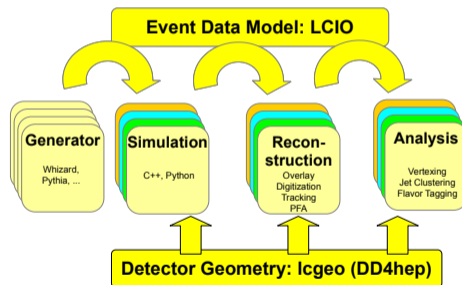 Event Data Model: LCIO
Generator
Whizard,
Pythia, ...
Simulation
C++, Python
Recon-
struction
Overlay
Digitization
Tracking
PFA
Analysis
Vertexing
Jet Clustering
Flavor Tagging
Detector Geometry: lcgeo (DD4hep)